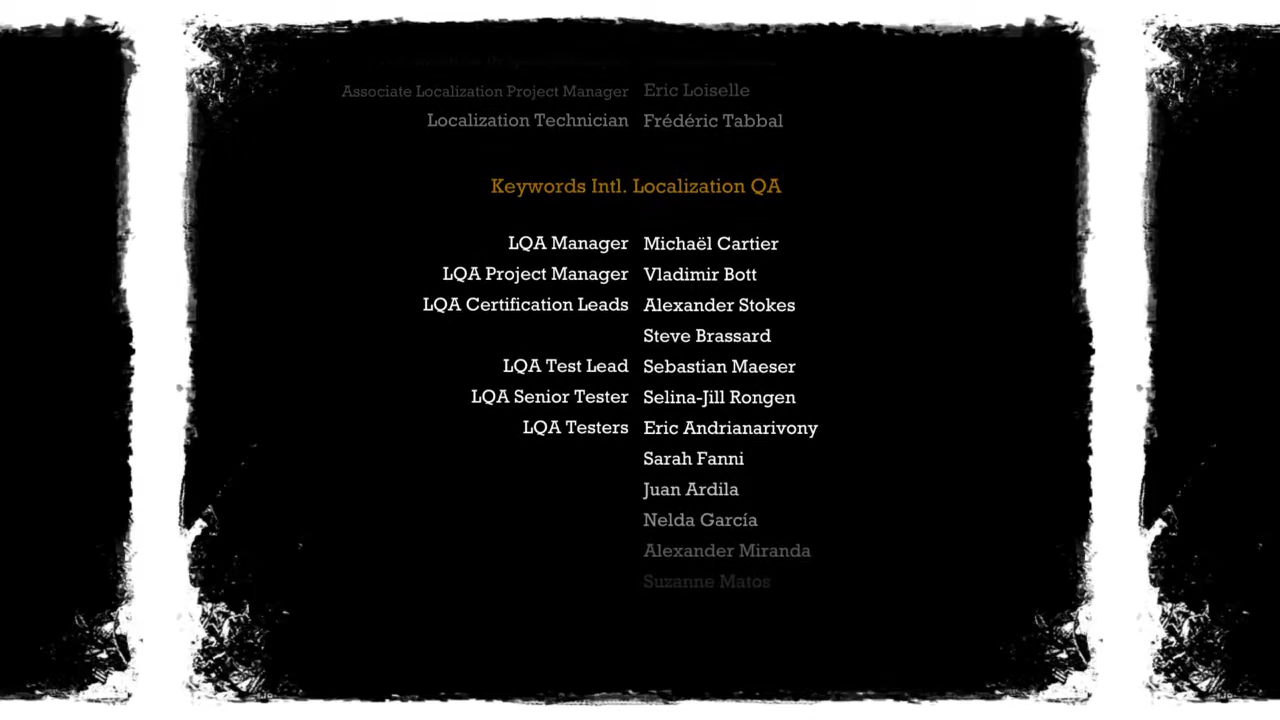 Associate Localization Project Manager Eric Loiselle
Localization Technician Frédéric Tabbal
Keywords Intl. Localization QA
LQA Manager Michaël Cartier
LQA Project Manager Vladimir Bott
LQA Certification Leads Alexander Stokes
Steve Brassard
LQA Test Lead Sebastian Maeser
LQA Senior Tester Selina-Jill Rongen
LQA Testers Eric Andrianarivony
Sarah Fanni
Juan Ardila
Nelda García
Alexander Miranda
Suzanne Matos